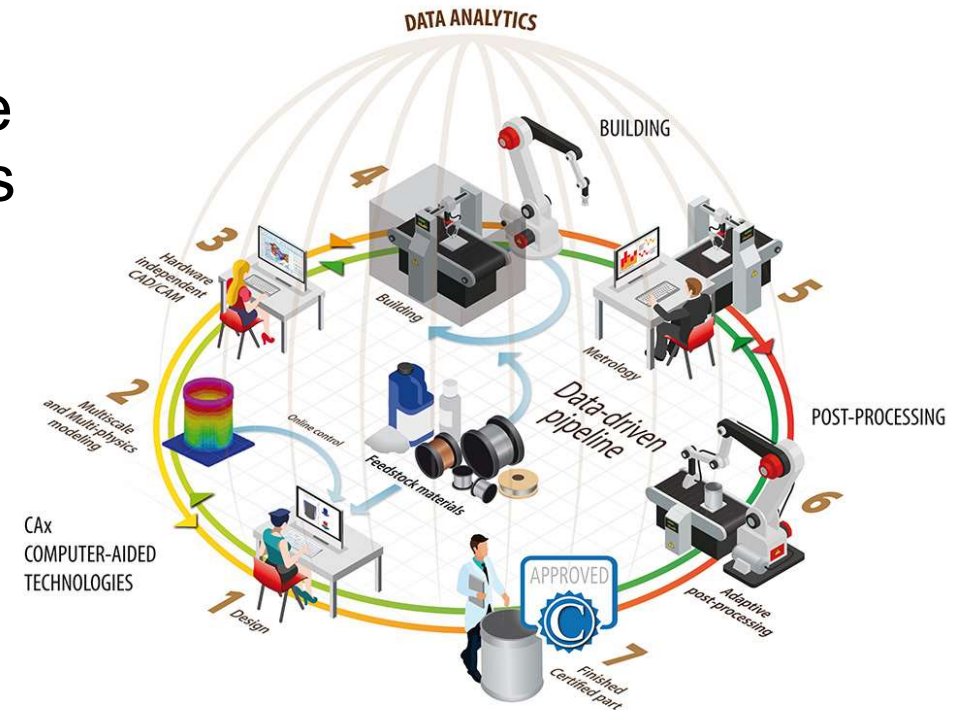 DATA ANALYTICS
e
s
BUILDING
4
3
Hardware
independent
CAD/CAM
Building
5
Metrology
2
Multiscale
and Multi-physics
modeling
Online control
Feedstock materials
Data-driven
pipeline
POST-PROCESSING
6
Adaptive
post-processing
CAx
COMPUTER-AIDED
TECHNOLOGIES
1 Design
APPROVED
C
7
Finished
Certified part